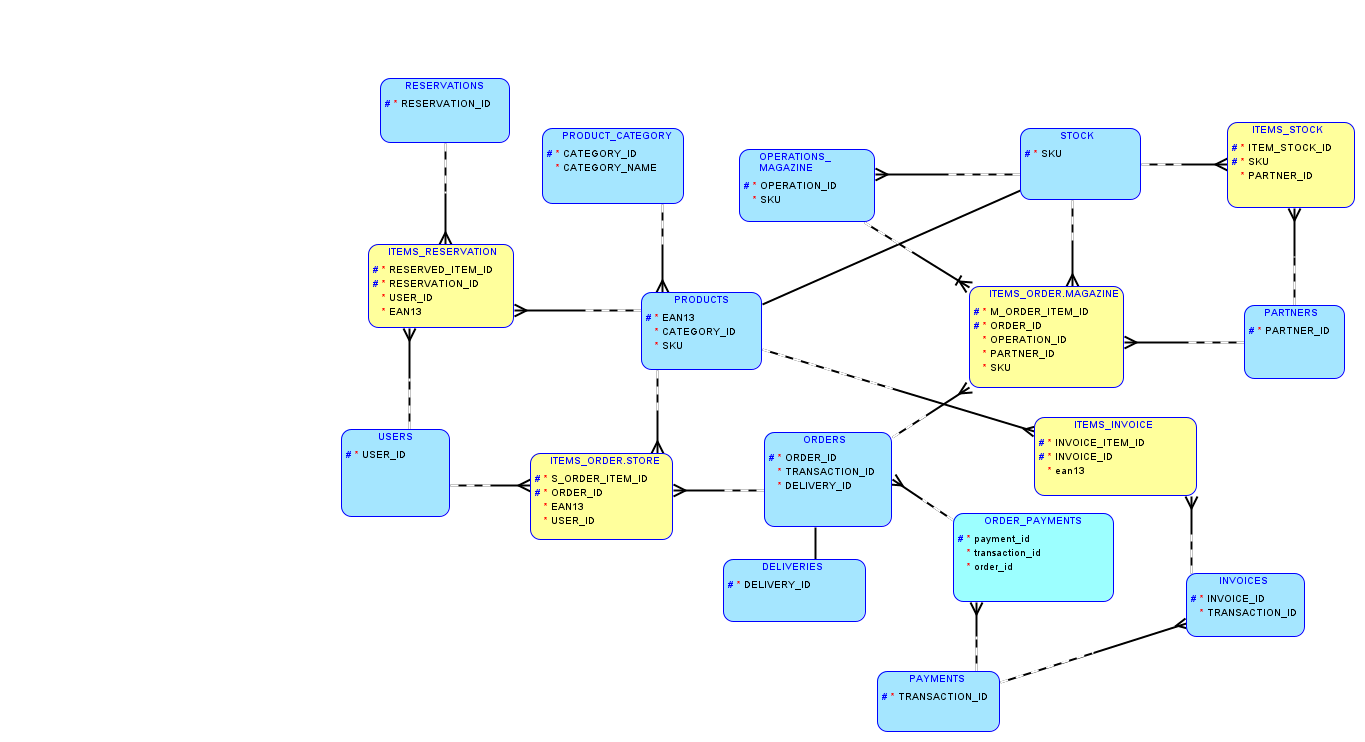 RESERVATIONS
# * RESERVATION_ID
PRODUCT_CATEGORY
# * CATEGORY_ID
* CATEGORY_NAME
OPERATIONS_
MAGAZINE
# * OPERATION_ID
* SKU
STOCK
# * SKU
ITEMS_STOCK
# * ITEM_STOCK_ID
# * SKU
* PARTNER_ID
ITEMS_RESERVATION
# * RESERVED_ITEM_ID
# * RESERVATION_ID
* USER_ID
* EAN13
PRODUCTS
# * EAN13
* CATEGORY_ID
* SKU
ITEMS_ORDER.MAGAZINE
# * M_ORDER_ITEM_ID
# * ORDER_ID
* OPERATION_ID
* PARTNER_ID
* SKU
PARTNERS
# * PARTNER_ID
USERS
# * USER_ID
ITEMS_ORDER.STORE
# * S_ORDER_ITEM_ID
# * ORDER_ID
* EAN13
* USER_ID
ORDERS
# * ORDER_ID
* TRANSACTION_ID
* DELIVERY_ID
ITEMS_INVOICE
# * INVOICE_ITEM_ID
# * INVOICE_ID
* ean13
ORDER_PAYMENTS
# * payment_id
* transaction_id
* order_id
DELIVERIES
# * DELIVERY_ID
INVOICES
# * INVOICE_ID
* TRANSACTION_ID
PAYMENTS
# * TRANSACTION_ID